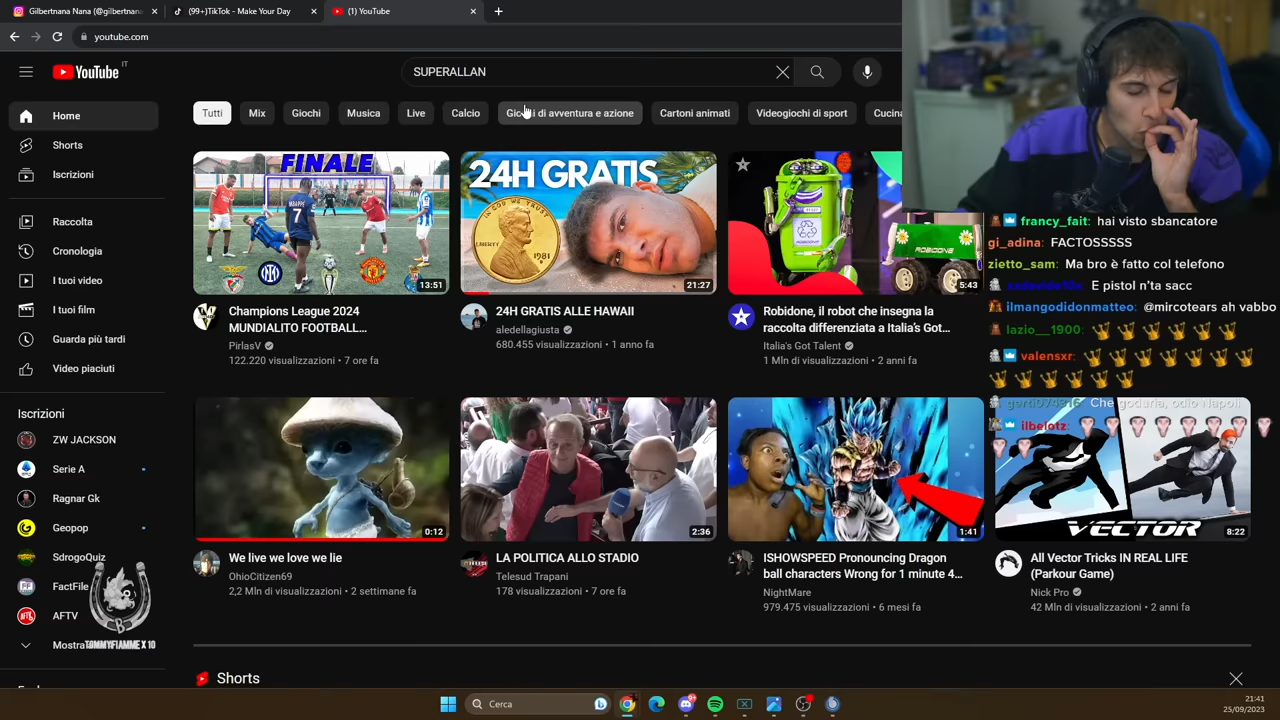 Gilbertnana Nana (@gilbertnana
(99+)TikTok - Make Your Day
(1) YouTube
youtube.com
YouTube
IT
SUPERALLAN
Home
Shorts
Iscrizioni
Raccolta
Cronologia
I tuoi video
I tuoi film
Guarda più tardi
Video piaciuti
Iscrizioni
ZW JACKSON
Serie A
Ragnar Gk
Geopop
SdrogoQuiz
FactFile
AFTV
Mostra
TOMMYFIAMME X 10
Tutti
Mix
Giochi
Musica
Live
Calcio
Giochi di avventura e azione
Cartoni animati
Videogiochi di sport
Cucina
FINALE
MBAPPE
7
13:51
Champions League 2024
MUNDIALITO FOOTBALL...
PirlasV
122.220 visualizzazioni • 7 ore fa
24H GRATIS
IN GOD WE TRUST
LIBERTY
1981
21:27
24H GRATIS ALLE HAWAII
aledellagiusta
680.455 visualizzazioni • 1 anno fa
ROBIDONE
5:43
Robidone, il robot che insegna la
raccolta differenziata a Italia's Got...
Italia's Got Talent
1 Mln di visualizzazioni • 2 anni fa
francy_fait: hai visto sbancatore
gi_adina: FACTOSSSSS
zietto_sam: Ma bro è fatto col telefono
E pistol n'ta sacc
ilmangodidonmatteo: @mircotears ah vabbo
lazio__1900:
valensxr:
gerti074316: Che goduria, odio Napoli
ilbelotz:
0:12
We live we love we lie
OhioCitizen69
2,2 Mln di visualizzazioni • 2 settimane fa
2:36
LA POLITICA ALLO STADIO
Telesud Trapani
178 visualizzazioni • 7 ore fa
1:41
ISHOWSPEED Pronouncing Dragon
ball characters Wrong for 1 minute 4...
NightMare
979.475 visualizzazioni • 6 mesi fa
VECTOR
8:22
All Vector Tricks IN REAL LIFE
(Parkour Game)
Nick Pro
42 Mln di visualizzazioni • 2 anni fa
Shorts
Cerca
21:41
25/09/2023